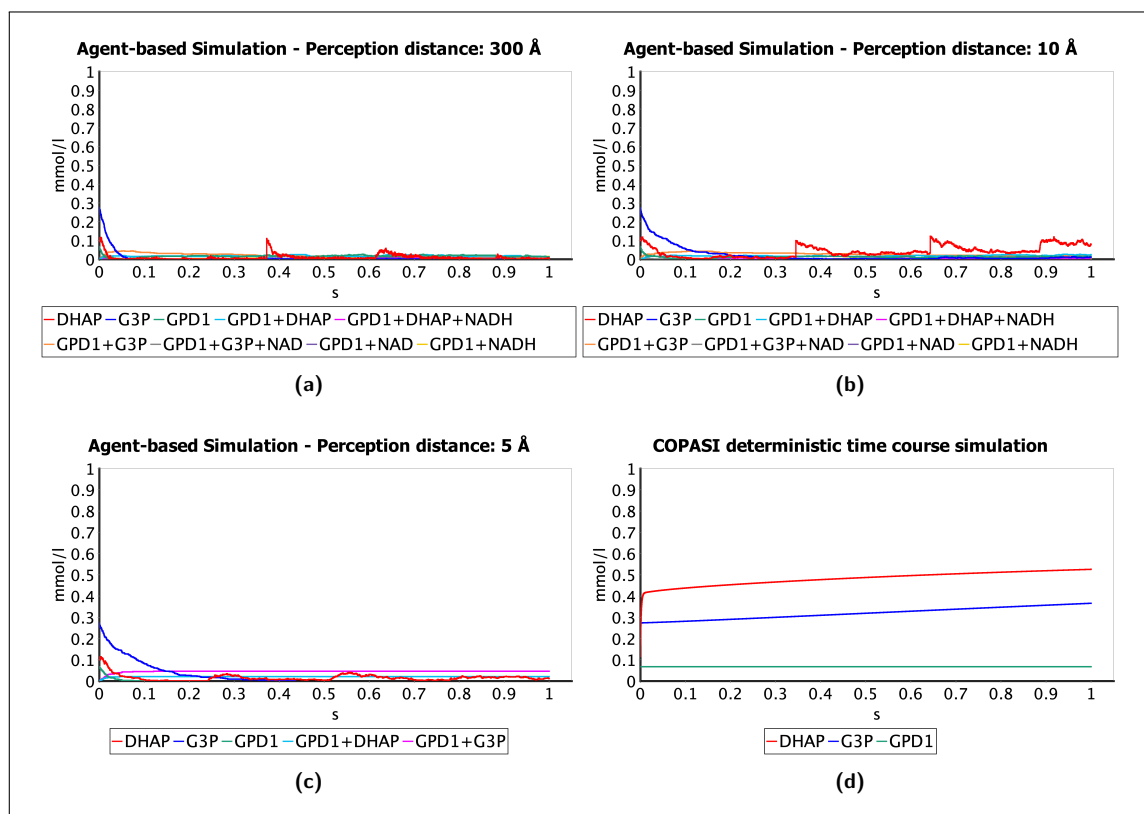 Agent-based Simulation - Perception distance: 300 Å
1
0.9
0.8
0.7
0.6
0.5
0.4
0.3
0.2
0.1
0
mmol/l
0 0.1 0.2 0.3 0.4 0.5 0.6 0.7 0.8 0.9 1
s
DHAP G3P GPD1 GPD1+DHAP GPD1+DHAP+NADH
GPD1+G3P GPD1+G3P+NAD GPD1+NAD GPD1+NADH
(a)
Agent-based Simulation - Perception distance: 10 Å
1
0.9
0.8
0.7
0.6
0.5
0.4
0.3
0.2
0.1
0
mmol/l
0 0.1 0.2 0.3 0.4 0.5 0.6 0.7 0.8 0.9 1
s
DHAP G3P GPD1 GPD1+DHAP GPD1+DHAP+NADH
GPD1+G3P GPD1+G3P+NAD GPD1+NAD GPD1+NADH
(b)
Agent-based Simulation - Perception distance: 5 Å
1
0.9
0.8
0.7
0.6
0.5
0.4
0.3
0.2
0.1
0
mmol/l
0 0.1 0.2 0.3 0.4 0.5 0.6 0.7 0.8 0.9 1
s
DHAP G3P GPD1 GPD1+DHAP GPD1+G3P
(c)
COPASI deterministic time course simulation
1
0.9
0.8
0.7
0.6
0.5
0.4
0.3
0.2
0.1
0
mmol/l
0 0.1 0.2 0.3 0.4 0.5 0.6 0.7 0.8 0.9 1
s
DHAP G3P GPD1
(d)